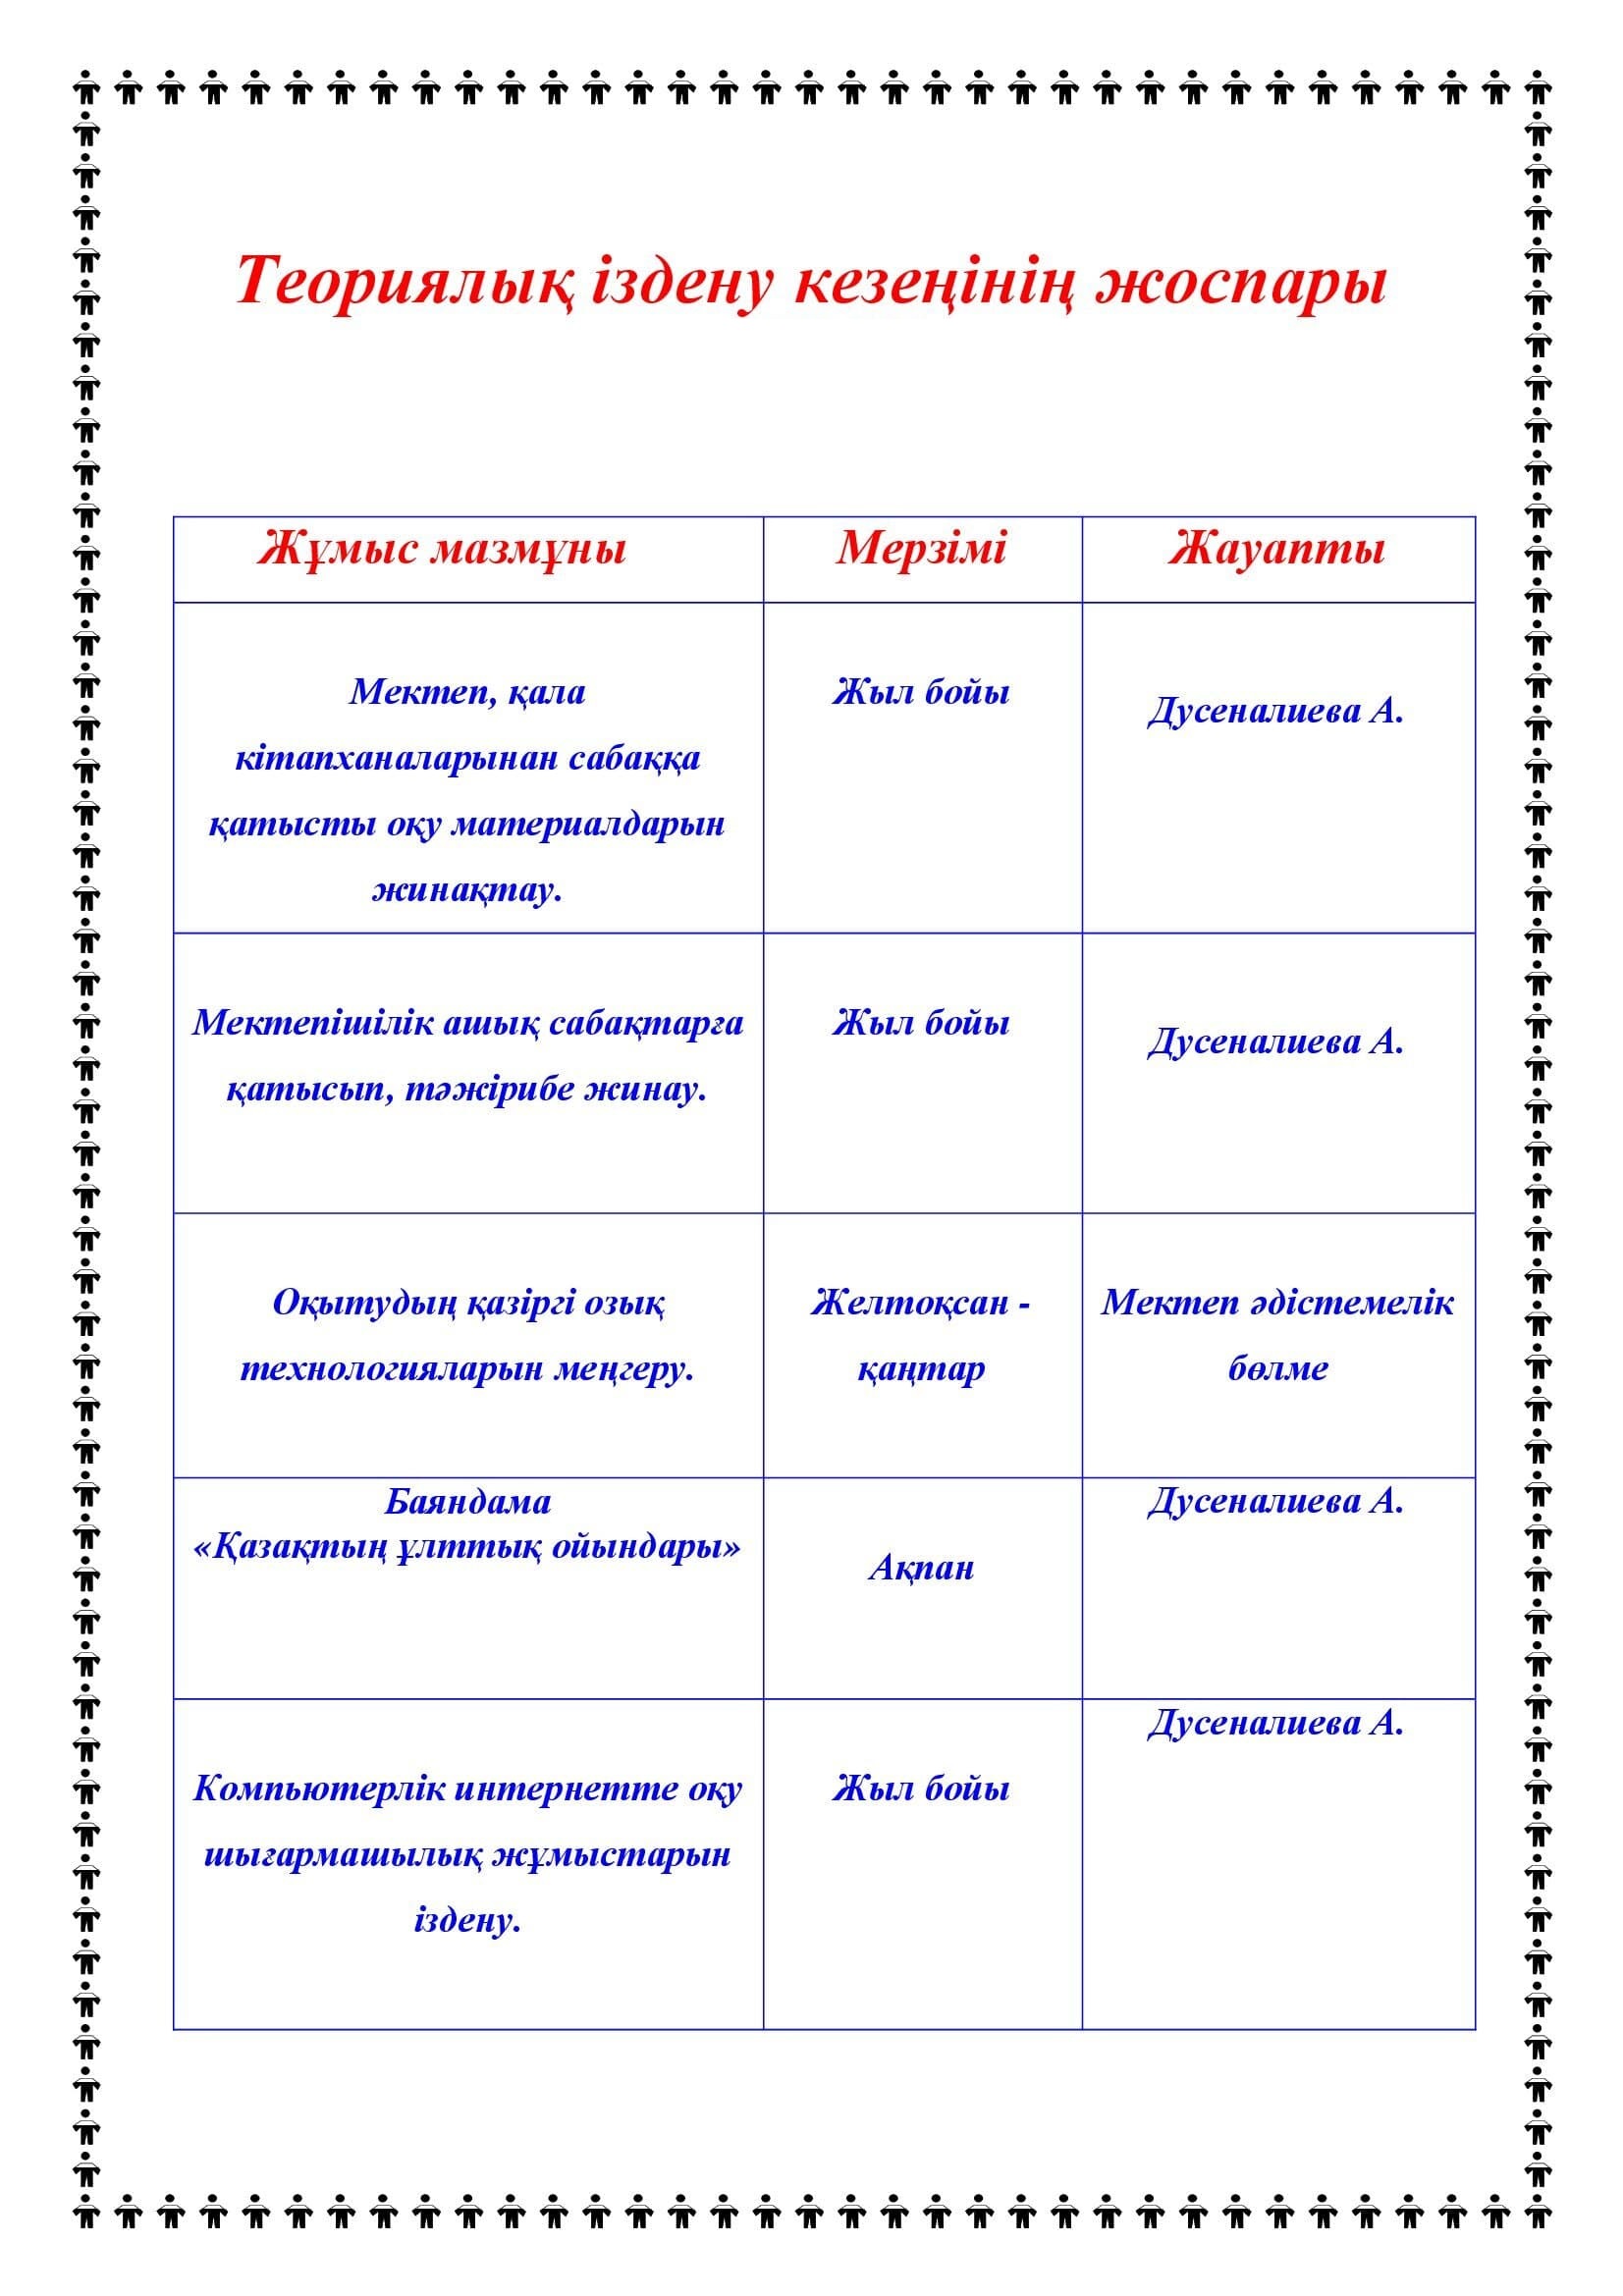 Теориялық іздену кезеңінің жоспары
Жұмыс мазмұны
Мерзімі
Жауапты
Мектеп, қала
кітапханаларынан сабаққа
қатысты оқу материалдарын
жинақтау.
Жыл бойы
Дусеналиева А.
Мектепішілік ашық сабақтарға
қатысып, тәжірибе жинау.
Жыл бойы
Дусеналиева А.
Оқытудың қазіргі озық
технологияларын меңгеру.
Желтоқсан -
қаңтар
Мектеп әдістемелік
бөлме
Баяндама
«Қазақтың ұлттық ойындары»
Ақпан
Дусеналиева А.
Компьютерлік интернетте оқу
шығармашылық жұмыстарын
іздену.
Жыл бойы
Дусеналиева А.